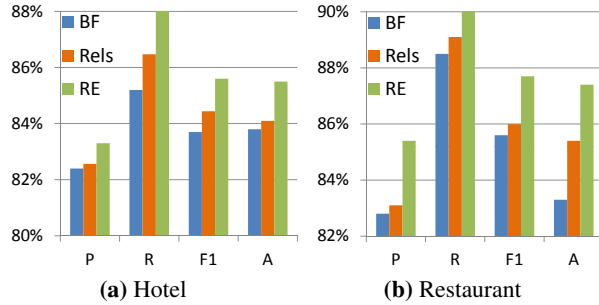 88%
86%
84%
82%
80%
BF
Rels
RE
P R F1 A
(a) Hotel
90%
88%
86%
84%
82%
BF
Rels
RE
P R F1 A
(b) Restaurant